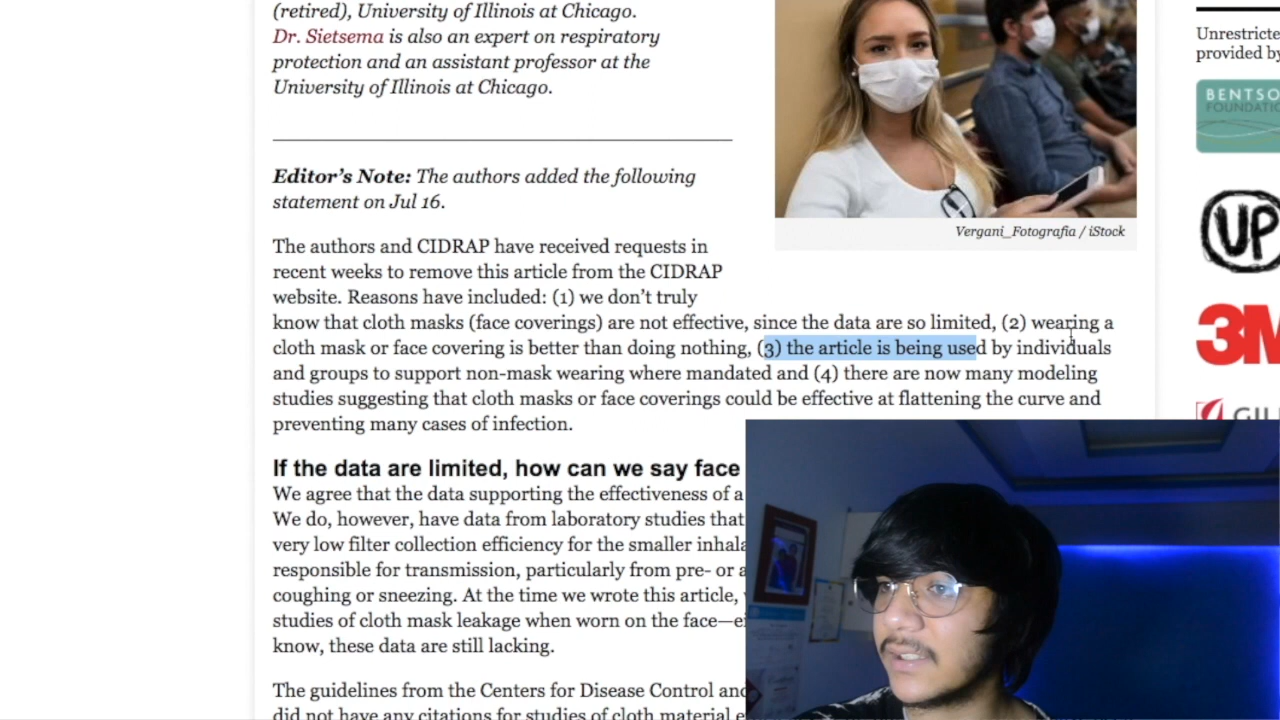 (retired), University of Illinois at Chicago.
Dr. Sietsema is also an expert on respiratory
protection and an assistant professor at the
University of Illinois at Chicago.
Editor's Note: The authors added the following
statement on Jul 16.
The authors and CIDRAP have received requests in
recent weeks to remove this article from the CIDRAP
website. Reasons have included: (1) we don't truly
know that cloth masks (face coverings) are not effective, since the data are so limited, (2) wearing a
cloth mask or face covering is better than doing nothing, (3) the article is being used by individuals
and groups to support non-mask wearing where mandated and (4) there are now many modeling
studies suggesting that cloth masks or face coverings could be effective at flattening the curve and
preventing many cases of infection.
If the data are limited, how can we say face
We agree that the data supporting the effectiveness of a
We do, however, have data from laboratory studies that
very low filter collection efficiency for the smaller inhala
responsible for transmission, particularly from pre- or a
coughing or sneezing. At the time we wrote this article,
studies of cloth mask leakage when worn on the face—ei
know, these data are still lacking.
The guidelines from the Centers for Disease Control and
did not have any citations for studies of cloth material e
Vergani_Fotografia / iStock
Unrestricte
provided by
BENTSO
FOUNDATIO
UP
3M
GIL